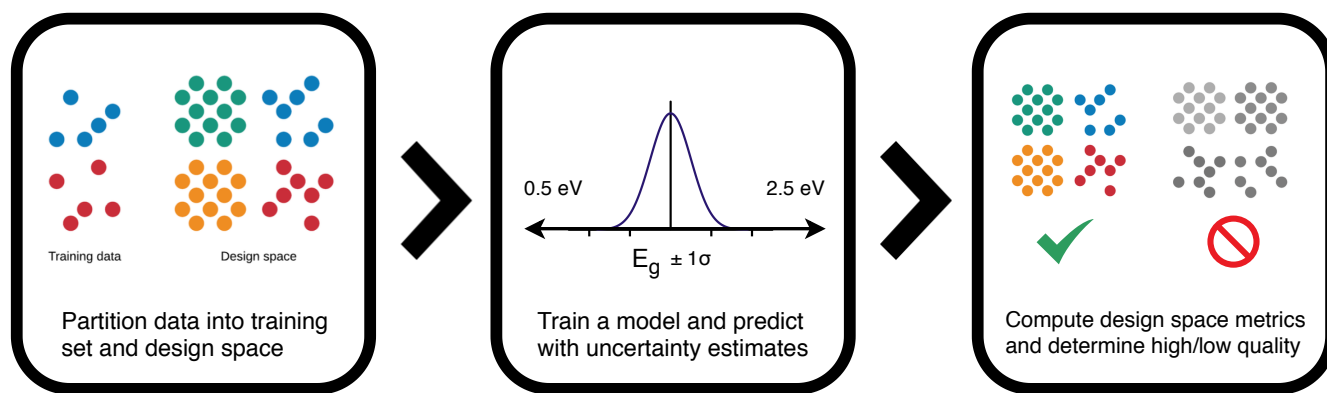 Training data
Design space
Partition data into training
set and design space
0.5 eV
2.5 eV
Eg ± 1σ
Train a model and predict
with uncertainty estimates
Compute design space metrics
and determine high/low quality